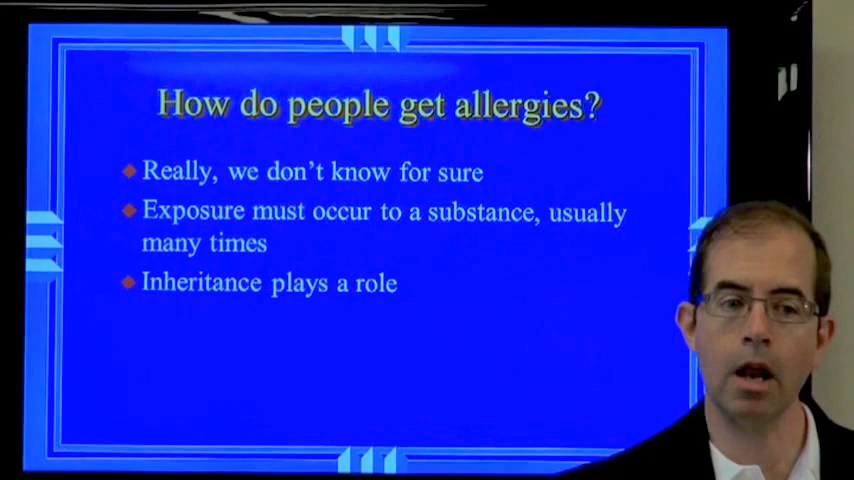 How do people get allergies?
Really, we don't know for sure
Exposure must occur to a substance, usually
many times
Inheritance plays a role